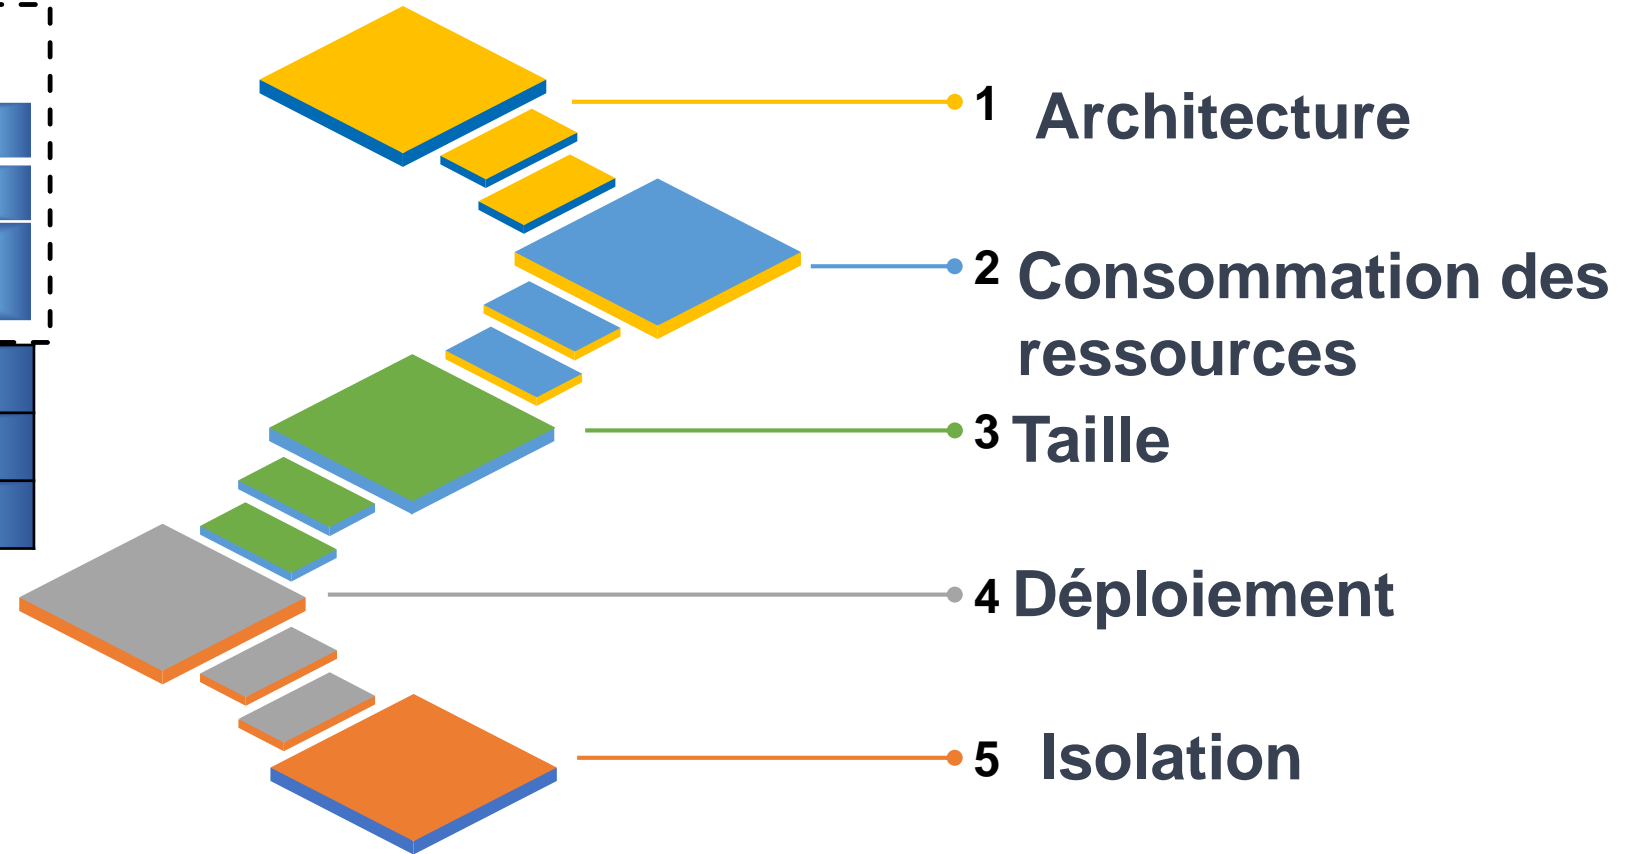 1 Architecture
2 Consommation des
ressources
3 Taille
4 Déploiement
5 Isolation